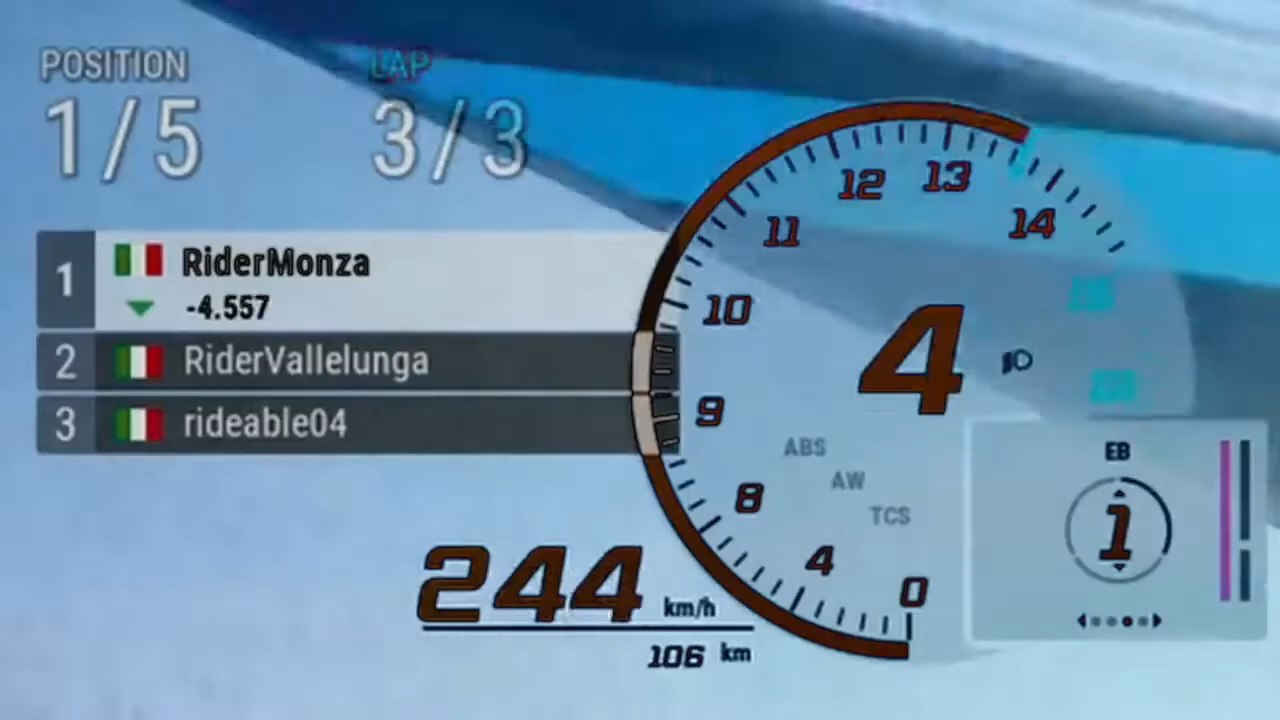 POSITION
1/5
LAP
3/3
1 RiderMonza
-4.557
2 RiderVallelunga
3 rideable04
0
4
8
9
10
11
12
13
14
4
ABS
AW
TCS
244 km/h
106 km
EB
1